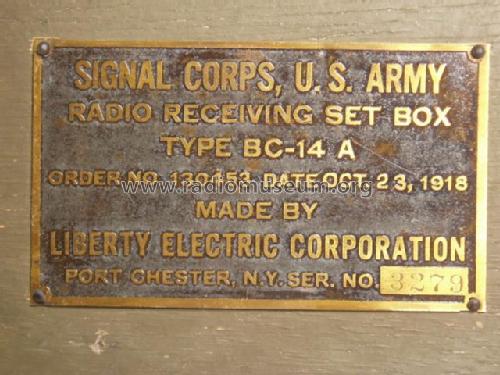 SIGNAL CORPS, U.S. ARMY
RADIO RECEIVING SET BOX
TYPE BC-14 A
ORDER NO. 130453 DATE OCT. 23, 1918
www.radiomuseum.org
MADE BY
LIBERTY ELECTRIC CORPORATION
PORT CHESTER, N.Y. SER. NO. 3279